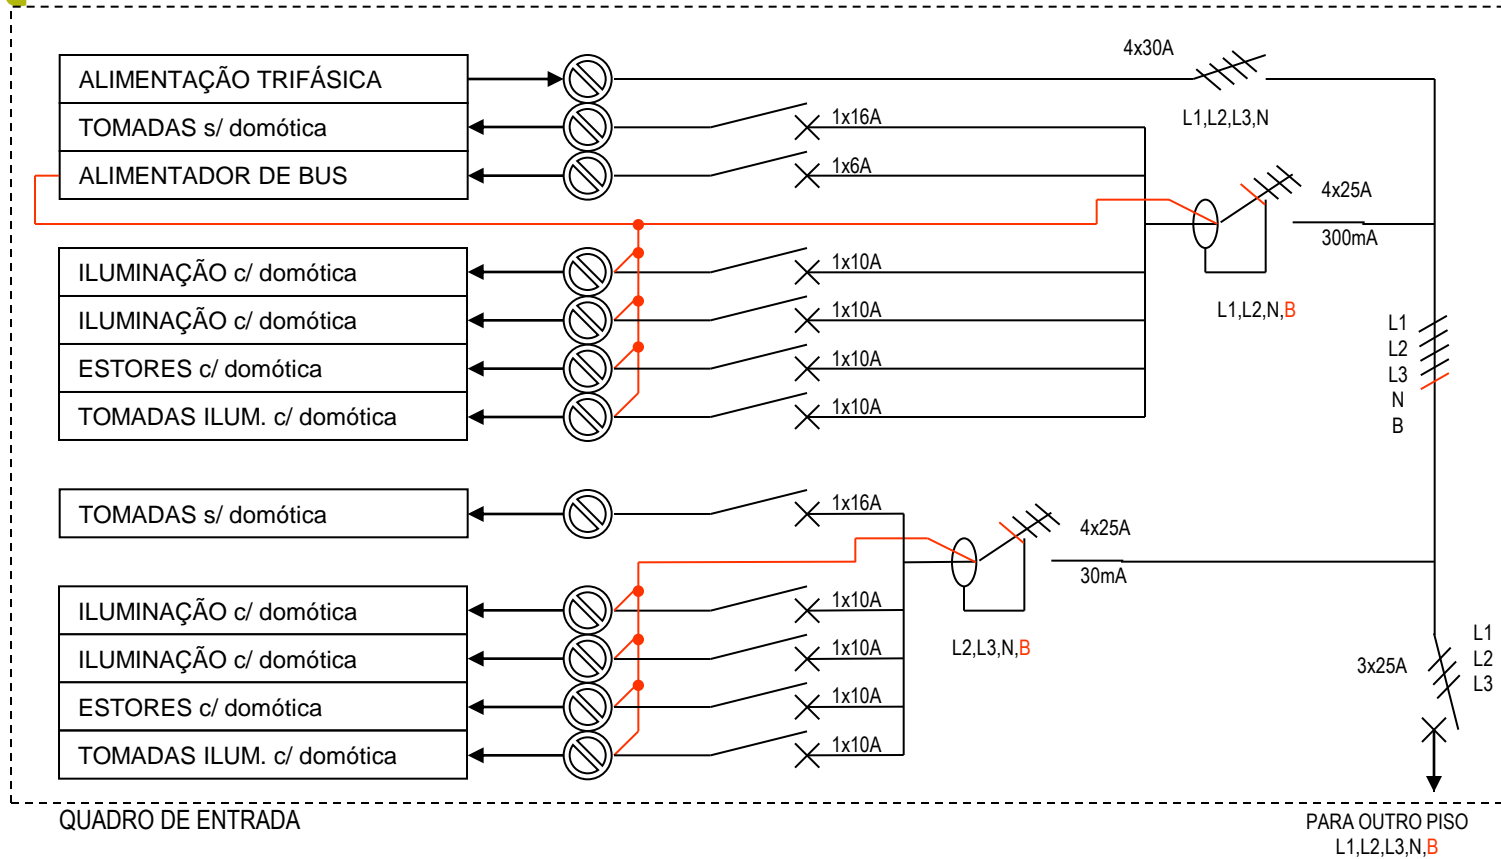 4x30A
ALIMENTAÇÃO TRIFÁSICA
L1,L2,L3,N
TOMADAS s/ domótica
1x16A
ALIMENTADOR DE BUS
1x6A
4x25A
300mA
ILUMINAÇÃO c/ domótica
1x10A
L1,L2,N,B
ILUMINAÇÃO c/ domótica
1x10A
L1
L2
L3
N
B
ESTORES c/ domótica
1x10A
TOMADAS ILUM. c/ domótica
1x10A
TOMADAS s/ domótica
1x16A
4x25A
30mA
ILUMINAÇÃO c/ domótica
1x10A
L2,L3,N,B
ILUMINAÇÃO c/ domótica
1x10A
3x25A
L1
L2
L3
ESTORES c/ domótica
1x10A
TOMADAS ILUM. c/ domótica
1x10A
QUADRO DE ENTRADA
PARA OUTRO PISO
L1,L2,L3,N,B